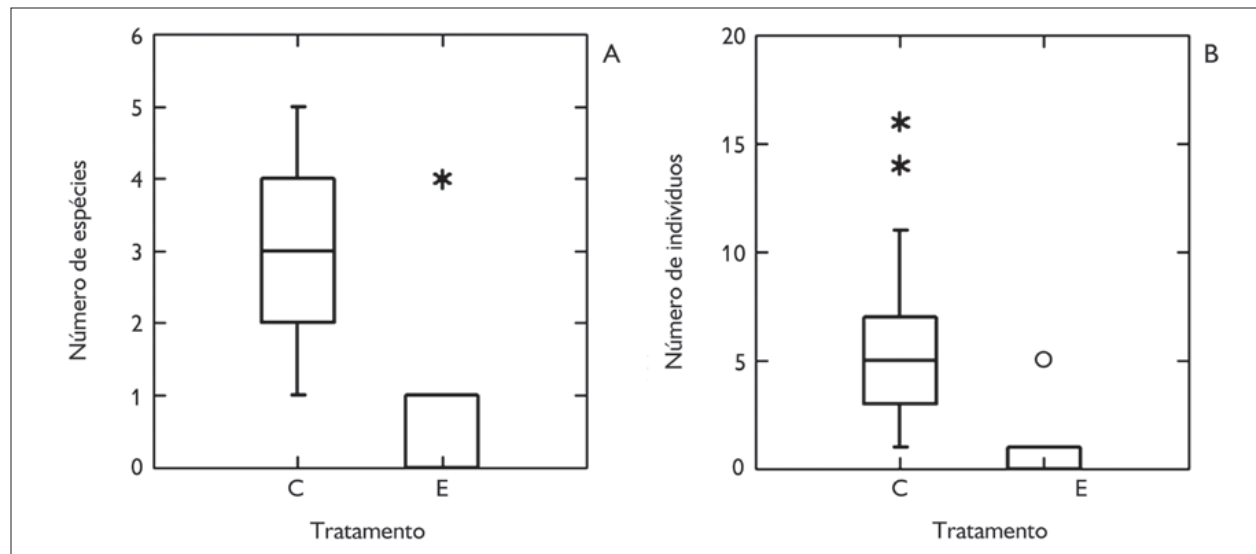 A
Número de espécies
6
5
4
3
2
1
0
C E
Tratamento
B
Número de indivíduos
20
15
10
5
0
C E
Tratamento